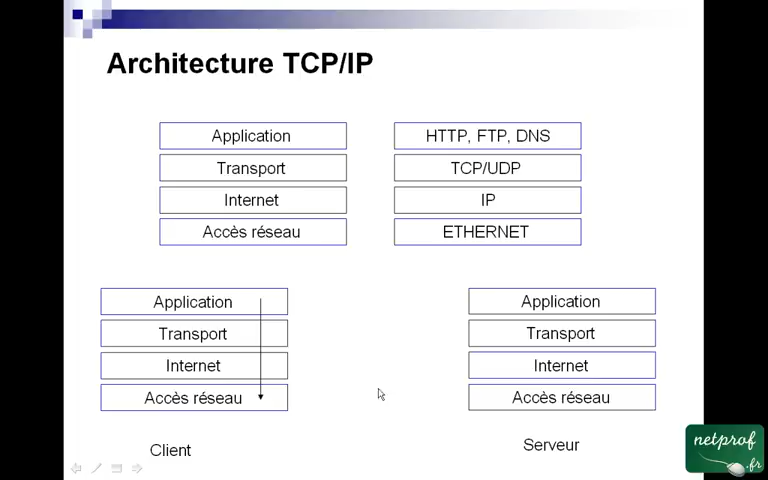 Architecture TCP/IP
Application
HTTP, FTP, DNS
Transport
TCP/UDP
Internet
IP
Accès réseau
ETHERNET
Application
Application
Transport
Transport
Internet
Internet
Accès réseau
Accès réseau
Client
Serveur
netprof
.fr